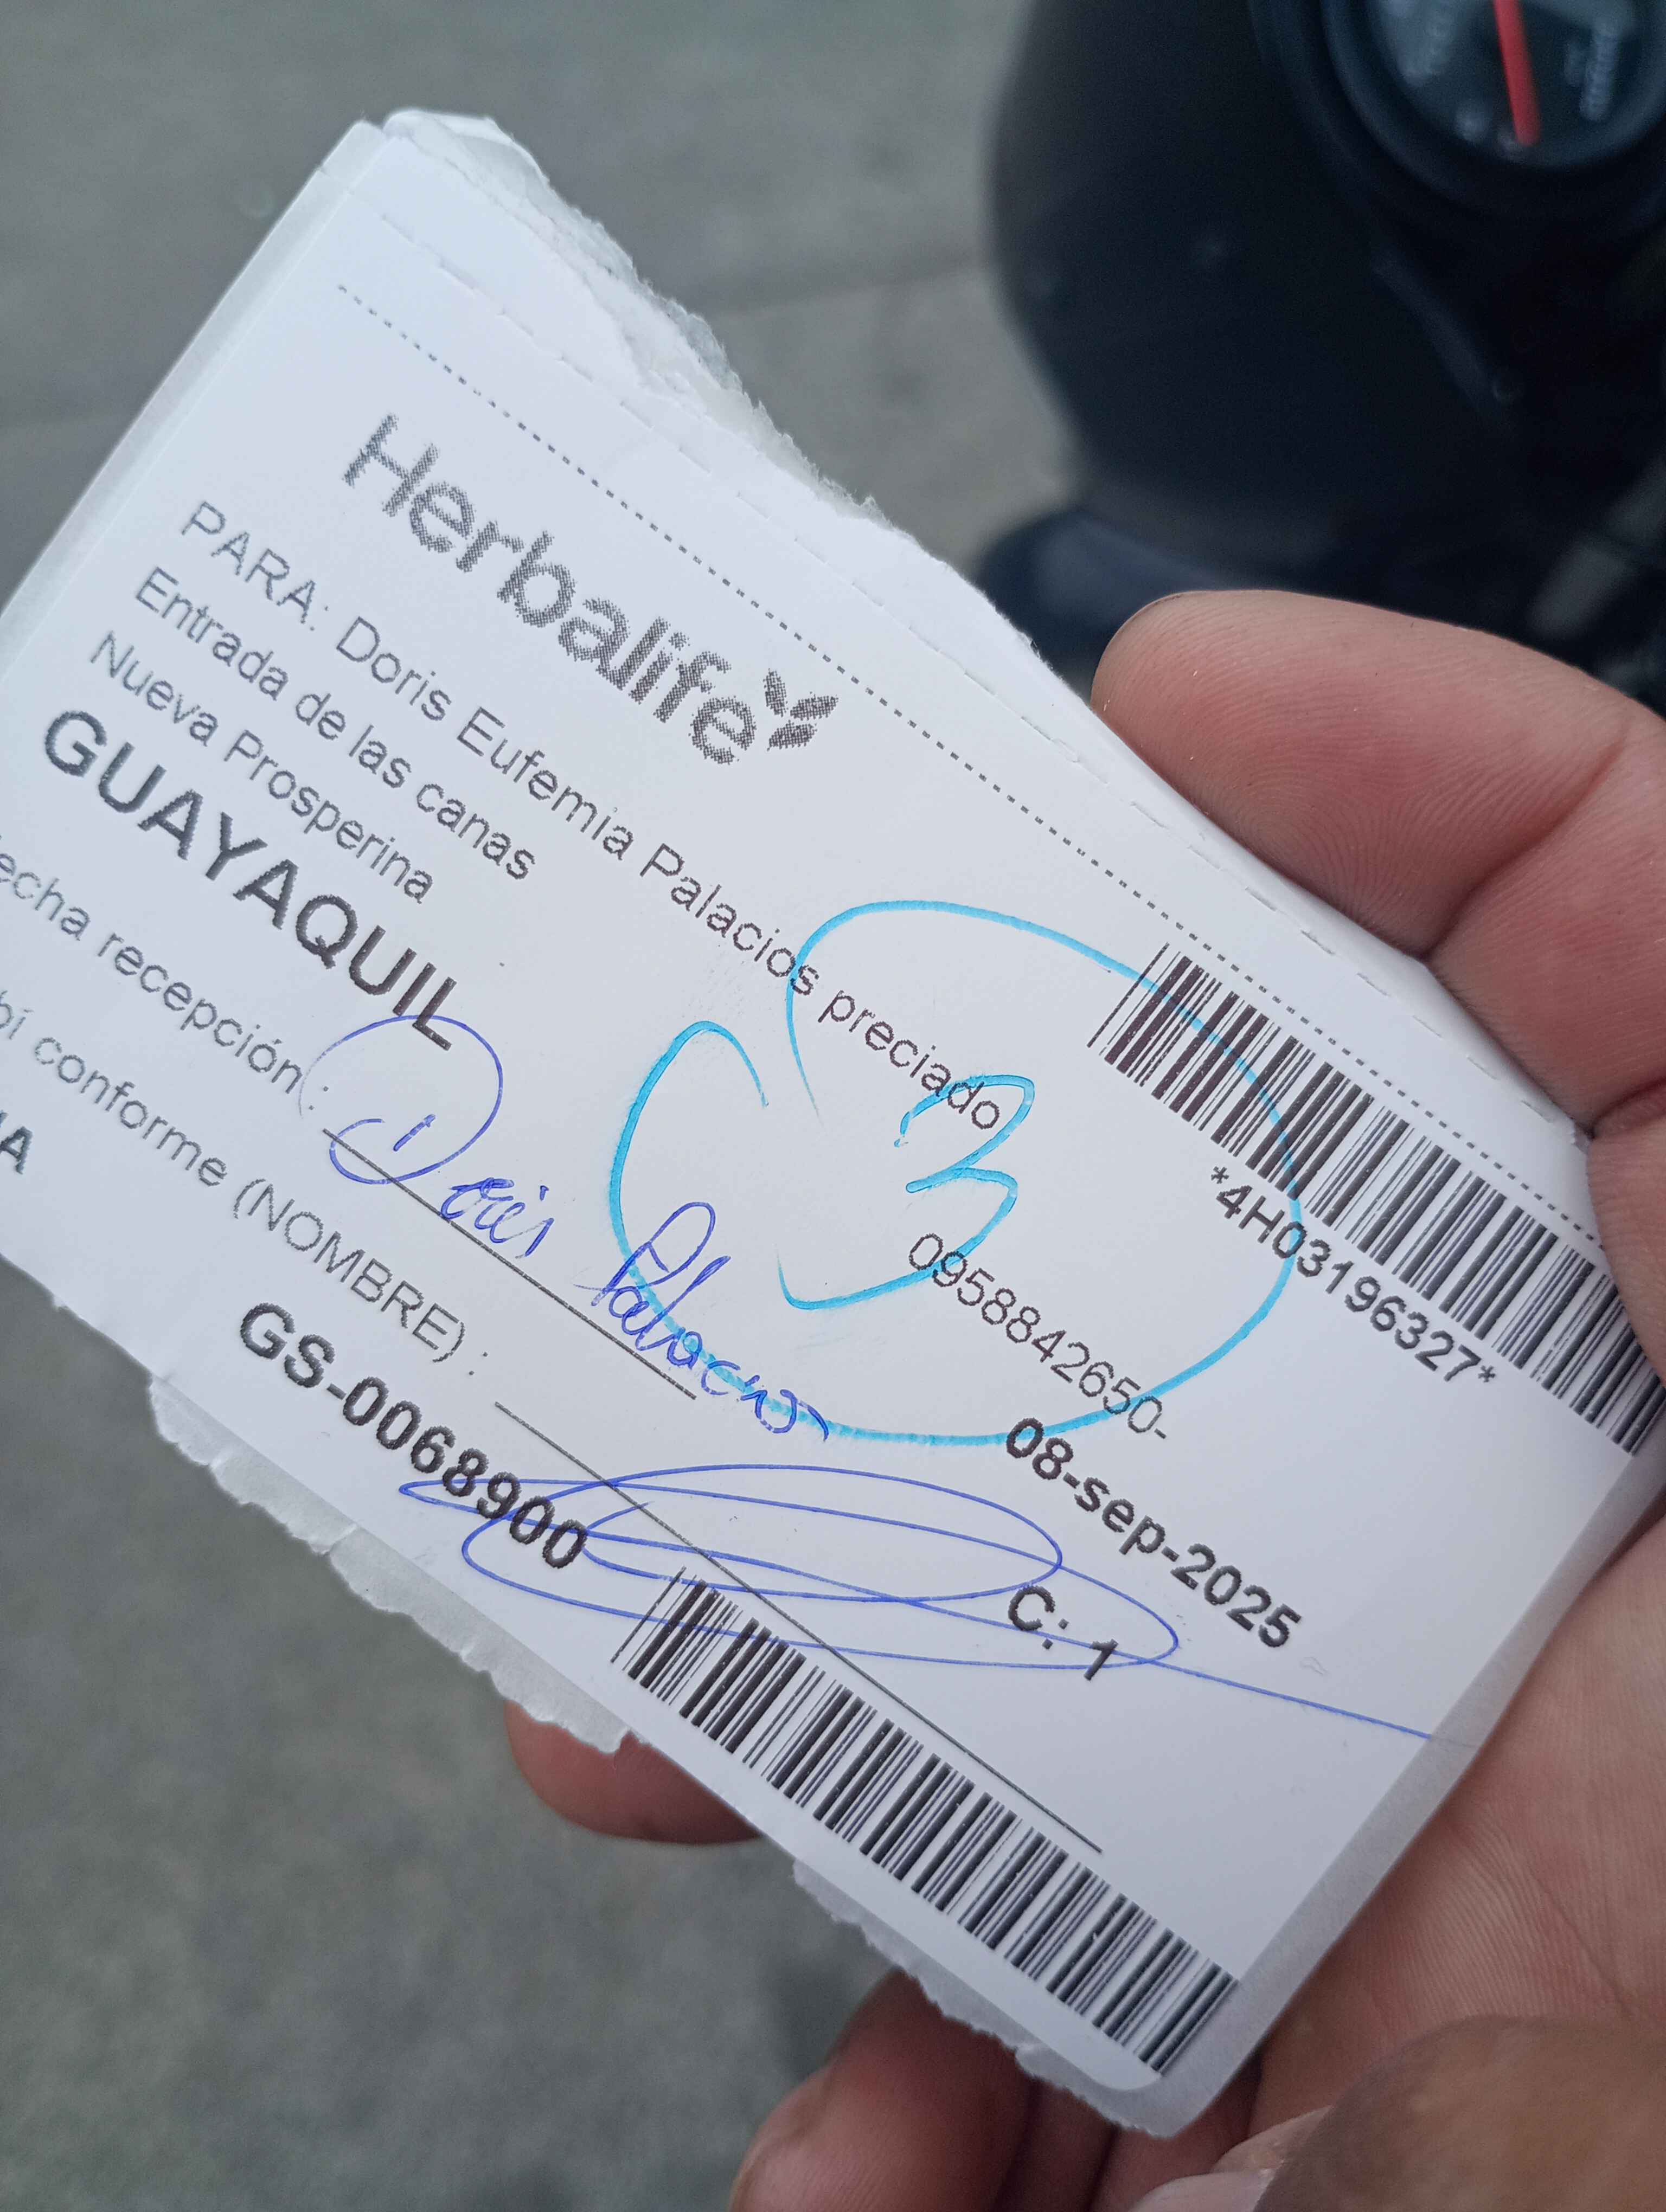 Herbalife
*4H03196327*
PARA: Doris Eufemia Palacios preciado
Entrada de las canas
Nueva Prosperina
0958842650-
GUAYAQUIL
08-sep-2025
echa recepción :
Doris Palacios
bí conforme (NOMBRE) :
C: 1
GS-0068900
3